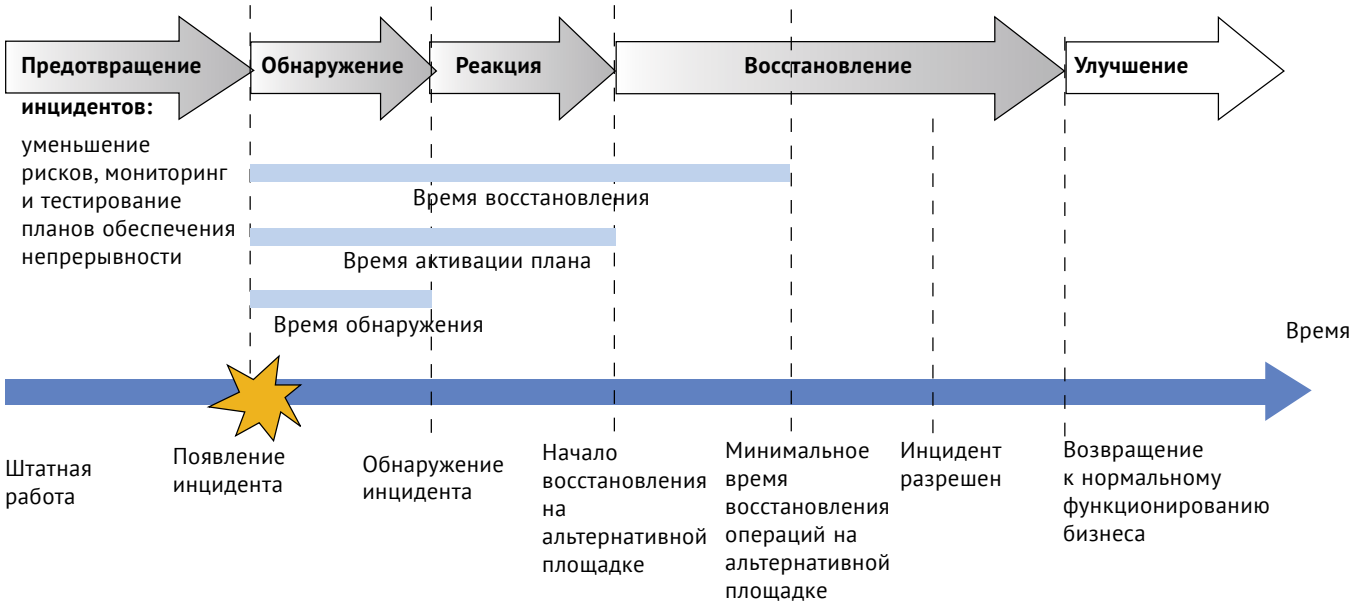 Предотвращение
инцидентов:
уменьшение
рисков, мониторинг
и тестирование
планов обеспечения
непрерывности
Обнаружение
Реакция
Восстановление
Улучшение
Время восстановления
Время активации плана
Время обнаружения
Время
Штатная
работа
Появление
инцидента
Обнаружение
инцидента
Начало
восстановления
на
альтернативной
площадке
Минимальное
время
восстановления
операций на
альтернативной
площадке
Инцидент
разрешен
Возвращение
к нормальному
функционированию
бизнеса